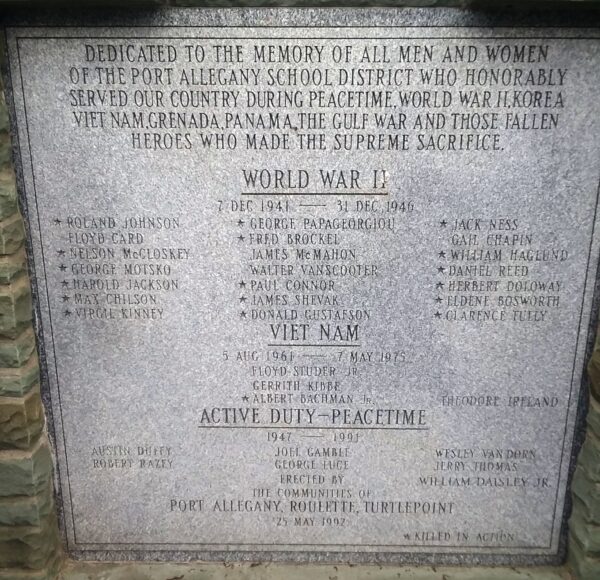 DEDICATED TO THE MEMORY OF ALL MEN AND WOMEN
OF THE PORT ALLEGANY SCHOOL DISTRICT WHO HONORABLY
SERVED OUR COUNTRY DURING PEACETIME, WORLD WAR II, KOREA
VIET NAM, GRENADA, PANAMA, THE GULF WAR AND THOSE FALLEN
HEROES WHO MADE THE SUPREME SACRIFICE.
WORLD WAR II
7 DEC 1941 — 31 DEC, 1946
★ ROLAND JOHNSON ★ GEORGE PAPAGEORGIOU ★ JACK NESS
FLOYD CARD ★ FRED BROCKEL GAIL CHAPIN
★ NELSON McCLOSKEY JAMES McMAHON ★ WILLIAM HAGLUND
★ GEORGE MOTSKO WALTER VANSCOOTER ★ DANIEL REED
★ HAROLD JACKSON ★ PAUL CONNOR ★ HERBERT DOLOWAY
★ MAX CHILSON ★ JAMES SHEVAK ★ ELDENE BOSWORTH
★ VIRGIL KINNEY ★ DONALD GUSTAFSON ★ CLARENCE TUTLY
VIET NAM
5 AUG 1961 — 7 MAY 1975
FLOYD STUDER JR.
GERRITH KIBBE
★ ALBERT BACHMAN JR. THEODORE IRELAND
ACTIVE DUTY-PEACETIME
1947 — 1991
AUSTIN DUFFY JOEL GAMBLE WESLEY VAN DORN
ROBERT RAZEY GEORGE LUCE JERRY THOMAS
ERECTED BY WILLIAM DAISLEY JR.
THE COMMUNITIES OF
PORT ALLEGANY, ROULETTE, TURTLEPOINT
25 MAY 1992
★ KILLED IN ACTION